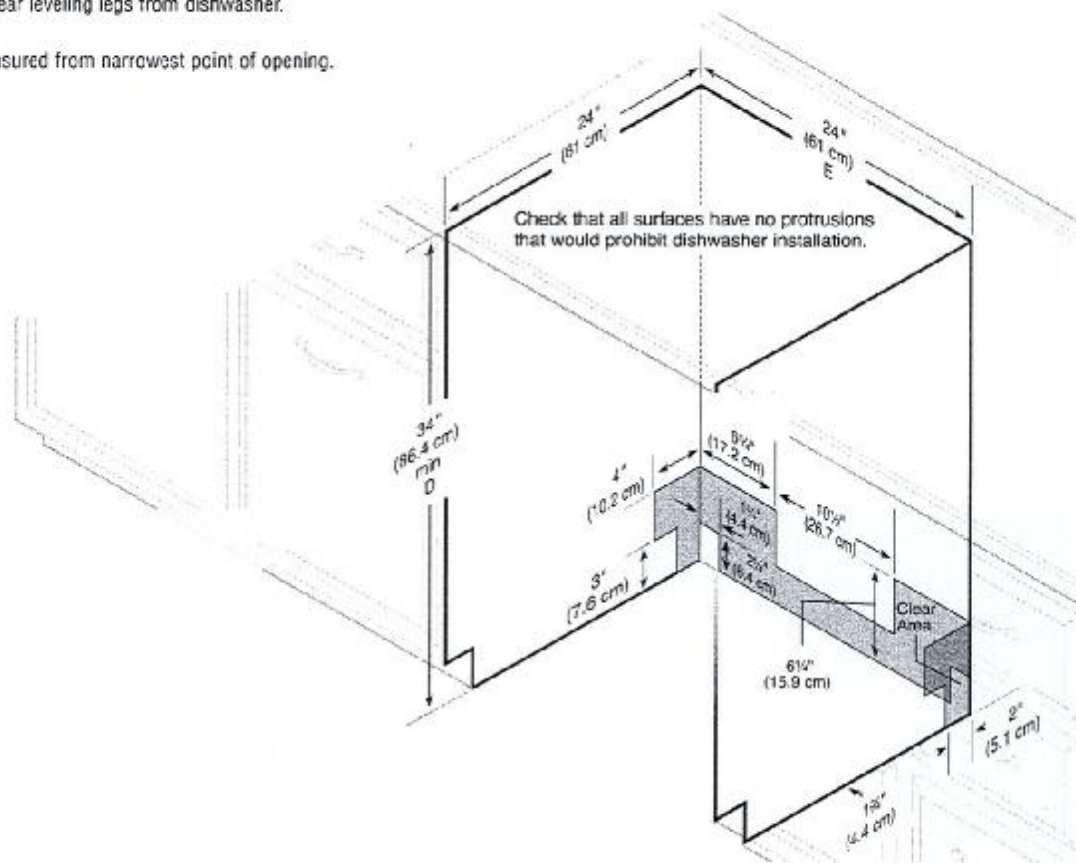 ear leveling legs from dishwasher.
sured from narrowest point of opening.
24"
(61 cm)
24"
(61 cm)
E
Check that all surfaces have no protrusions
that would prohibit dishwasher installation.
34"
(86.4 cm)
min
D
4"
(10.2 cm)
(17.2 cm)
10½"
(26.7 cm)
(4.4 cm)
2½"
(6.4 cm)
3"
(7.6 cm)
Clear
Area
6¼"
(15.9 cm)
2"
(5.1 cm)
1¾"
(4.4 cm)